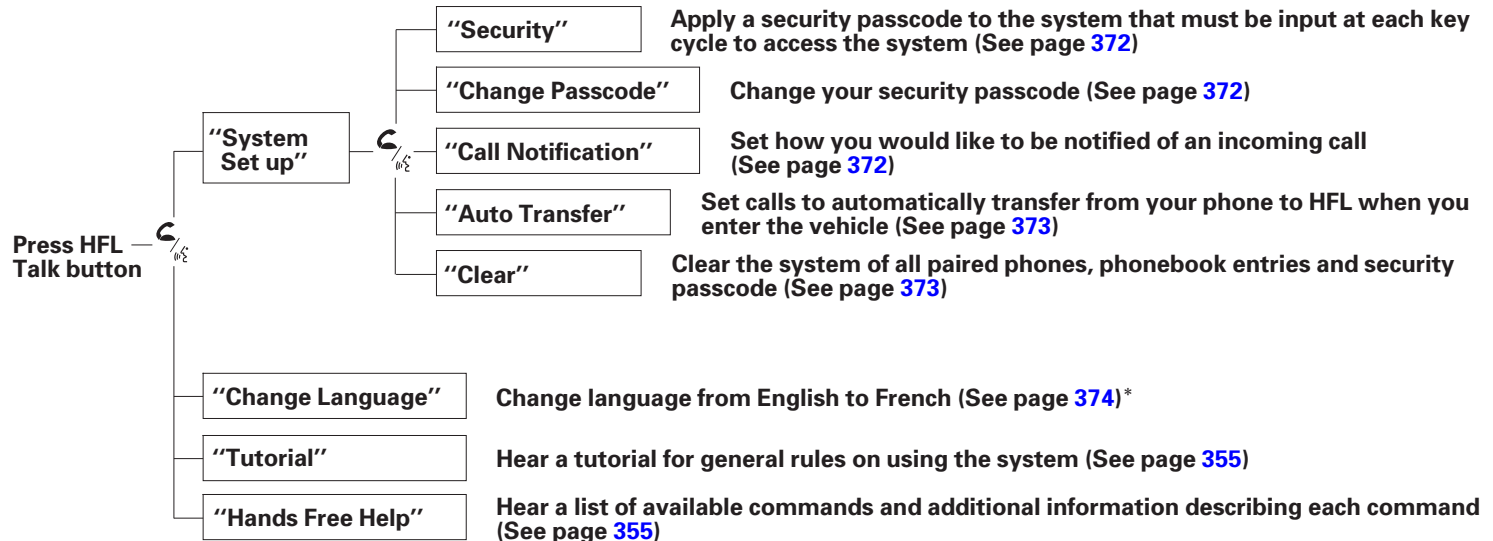 "Security"
Apply a security passcode to the system that must be input at each key
cycle to access the system (See page 372)
"Change Passcode"
Change your security passcode (See page 372)
"System
Set up"
"Call Notification"
Set how you would like to be notified of an incoming call
(See page 372)
"Auto Transfer"
Set calls to automatically transfer from your phone to HFL when you
enter the vehicle (See page 373)
Press HFL
Talk button
"Clear"
Clear the system of all paired phones, phonebook entries and security
passcode (See page 373)
"Change Language"
Change language from English to French (See page 374)*
"Tutorial"
Hear a tutorial for general rules on using the system (See page 355)
"Hands Free Help"
Hear a list of available commands and additional information describing each command
(See page 355)